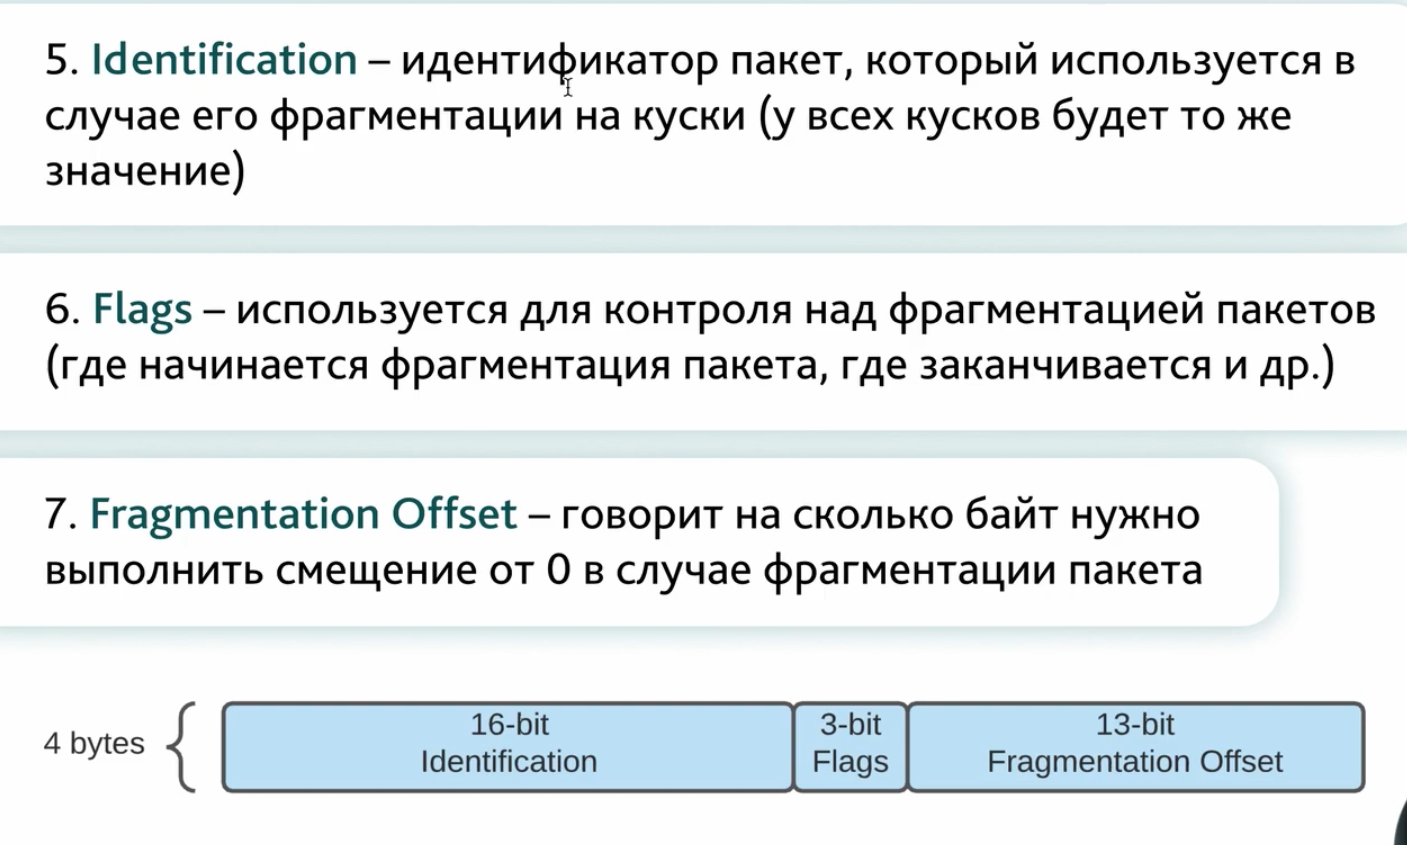 5. Identification – идентификатор пакет, который используется в
случае его фрагментации на куски (у всех кусков будет то же
значение)
6. Flags – используется для контроля над фрагментацией пакетов
(где начинается фрагментация пакета, где заканчивается и др.)
7. Fragmentation Offset – говорит на сколько байт нужно
выполнить смещение от 0 в случае фрагментации пакета
4 bytes
16-bit
Identification
3-bit
Flags
13-bit
Fragmentation Offset